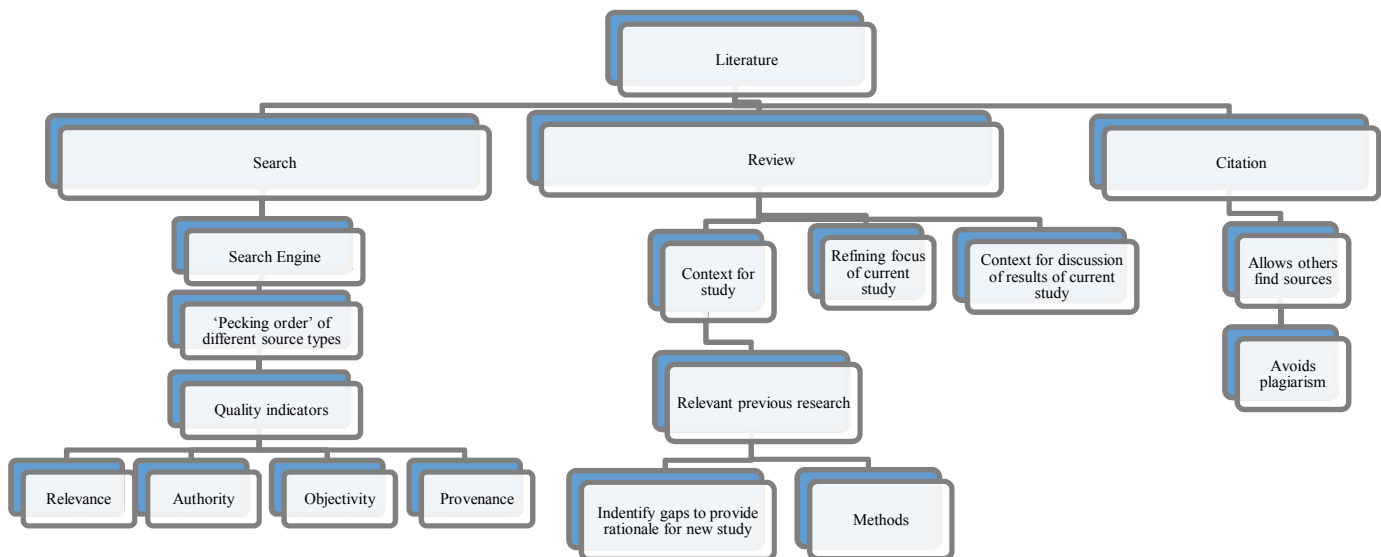 Literature
Search
Review
Citation
Search Engine
Context for
study
Refining focus
of current
study
Context for discussion
of results of current
study
Allows others
find sources
‘Pecking order’ of
different source types
Avoids
plagiarism
Quality indicators
Relevant previous research
Relevance
Authority
Objectivity
Provenance
Indentify gaps to provide
rationale for new study
Methods